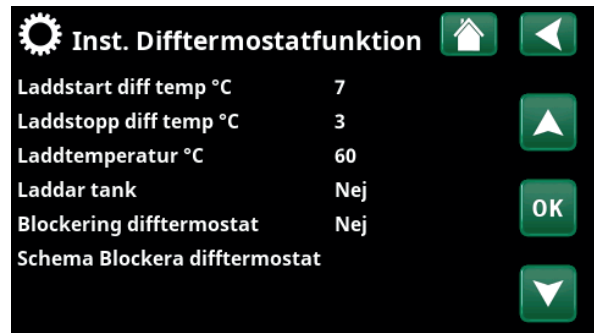 Inst. Difftermostatfunktion
Laddstart diff temp °C 7
Laddstopp diff temp °C 3
Laddtemperatur °C 60
Laddar tank Nej
Blockering difftermostat Nej
Schema Blockera difftermostat
OK